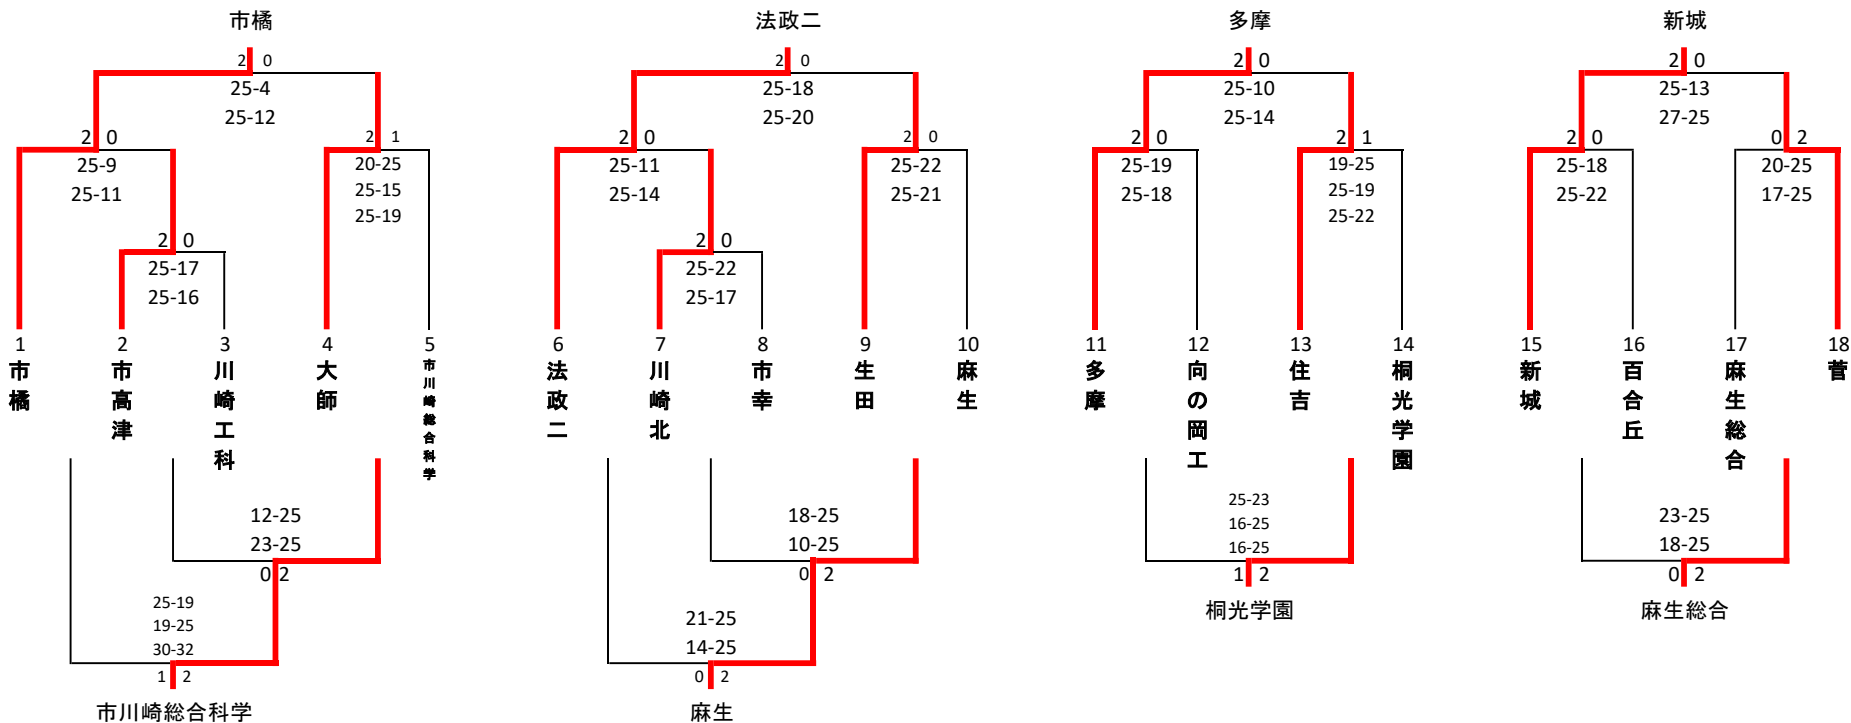 市橘
法政二
多摩
新城
2 0
2 0
2 0
2 0
25-4
25-18
25-10
25-13
25-12
25-20
25-14
27-25
2 0
2 1
2 0
2 0
2 0
2 1
2 0
0 2
25-9
20-25
25-11
25-22
25-19
19-25
25-18
20-25
25-11
25-15
25-14
25-21
25-18
25-19
25-22
17-25
25-19
25-22
2 0
2 0
25-17
25-22
25-16
25-17
1 2 3 4 5 6 7 8 9 10 11 12 13 14 15 16 17 18
市橘
市高津
川崎工科
大師
市川崎総合科学
法政二
川崎北
市幸
生田
麻生
多摩
向の岡工
住吉
桐光学園
新城
百合丘
麻生総合
菅
12-25
18-25
25-23
23-25
23-25
10-25
16-25
18-25
16-25
0 2
0 2
1 2
0 2
25-19
21-25
桐光学園
麻生総合
19-25
14-25
30-32
1 2
0 2
市川崎総合科学
麻生